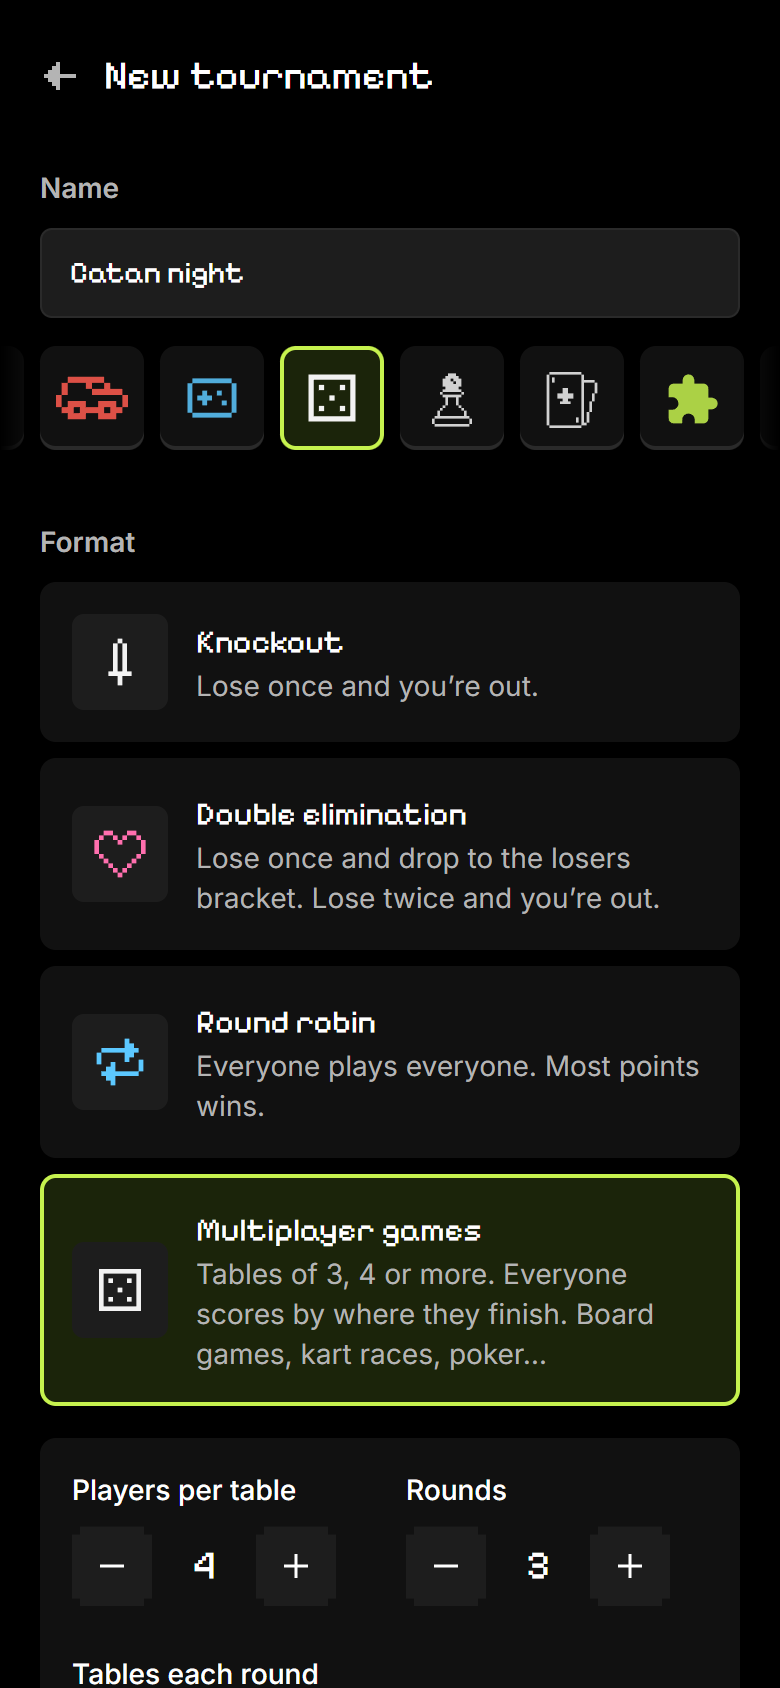 New tournament
Name
Catan night
Format
Knockout
Lose once and you’re out.
Double elimination
Lose once and drop to the losers
bracket. Lose twice and you’re out.
Round robin
Everyone plays everyone. Most points
wins.
Multiplayer games
Tables of 3, 4 or more. Everyone
scores by where they finish. Board
games, kart races, poker...
Players per table
Rounds
− 4 +
− 3 +
Tables each round